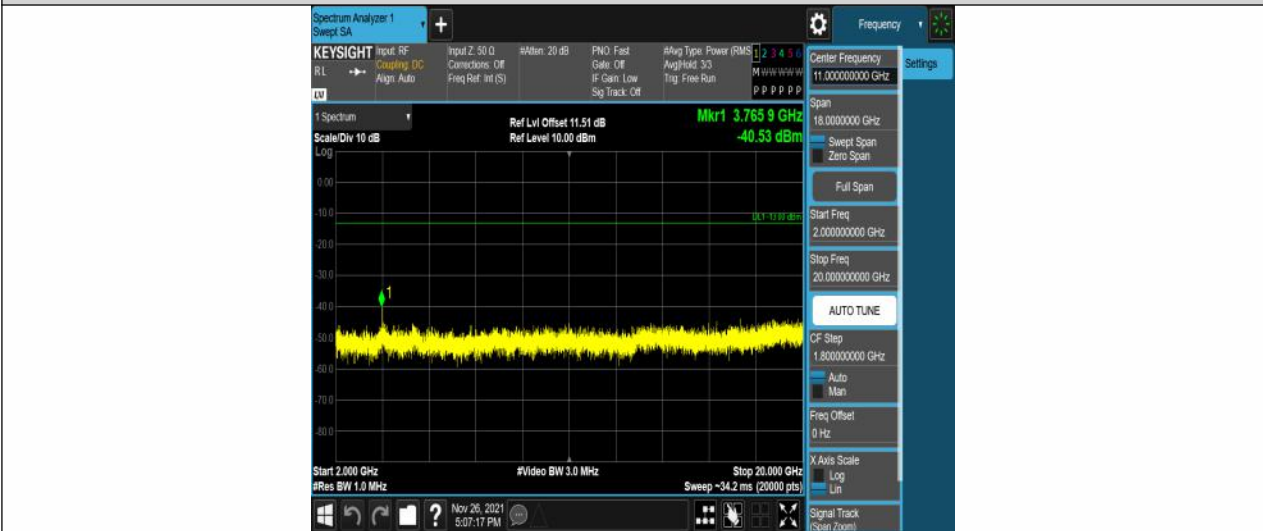 Spectrum Analyzer 1
Swept SA
+
Frequency
KEYSIGHT
RL
LV
Input: RF
Coupling: DC
Align: Auto
Input Z: 50 Ω
Corrections: Off
Freq Ref: Int (S)
#Atten: 20 dB
PNO: Fast
Gate: Off
IF Gain: Low
Sig Track: Off
#Avg Type: Power (RMS
Avg|Hold: 3/3
Trig: Free Run
1 2 3 4 5 6
M W W W W W
P P P P P P
1 Spectrum
Scale/Div 10 dB
Log
Ref Lvl Offset 11.51 dB
Ref Level 10.00 dBm
Mkr1 3.765 9 GHz
-40.53 dBm
0.00
-10.0
DL1 -13.00 dBm
-20.0
-30.0
1
-40.0
-50.0
-60.0
-70.0
-80.0
Start 2.000 GHz
#Video BW 3.0 MHz
Stop 20.000 GHz
#Res BW 1.0 MHz
Sweep ~34.2 ms (20000 pts)
?
Nov 26, 2021
5:07:17 PM
Center Frequency
11.000000000 GHz
Settings
Span
18.0000000 GHz
Swept Span
Zero Span
Full Span
Start Freq
2.000000000 GHz
Stop Freq
20.000000000 GHz
AUTO TUNE
CF Step
1.800000000 GHz
Auto
Man
Freq Offset
0 Hz
X Axis Scale
Log
Lin
Signal Track
(Span Zoom)